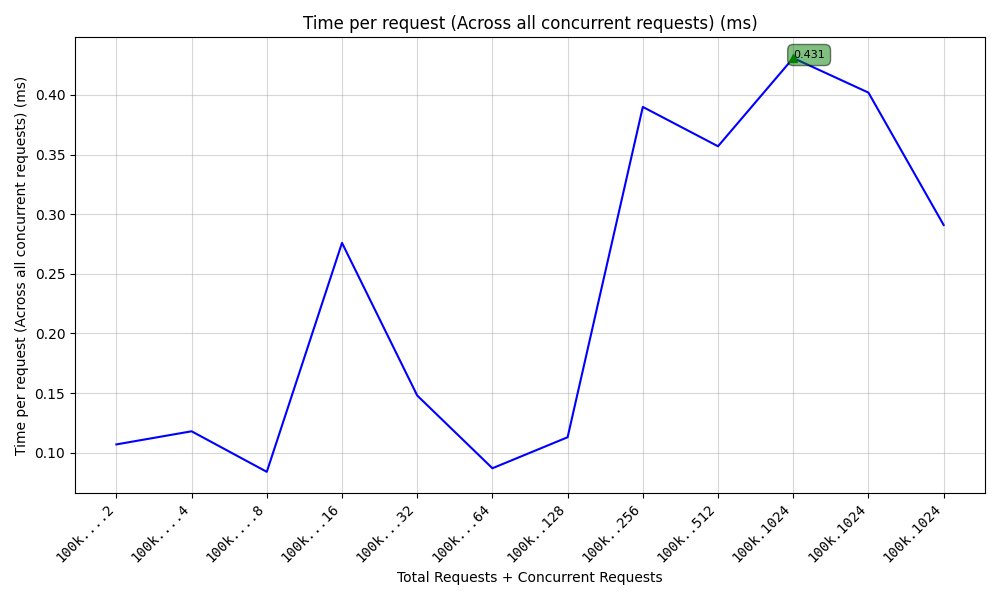 Time per request (Across all concurrent requests) (ms)
0.431
Time per request (Across all concurrent requests) (ms)
0.40
0.35
0.30
0.25
0.20
0.15
0.10
100k....2
100k....4
100k....8
100k...16
100k...32
100k...64
100k..128
100k..256
100k..512
100k.1024
100k.1024
100k.1024
Total Requests + Concurrent Requests